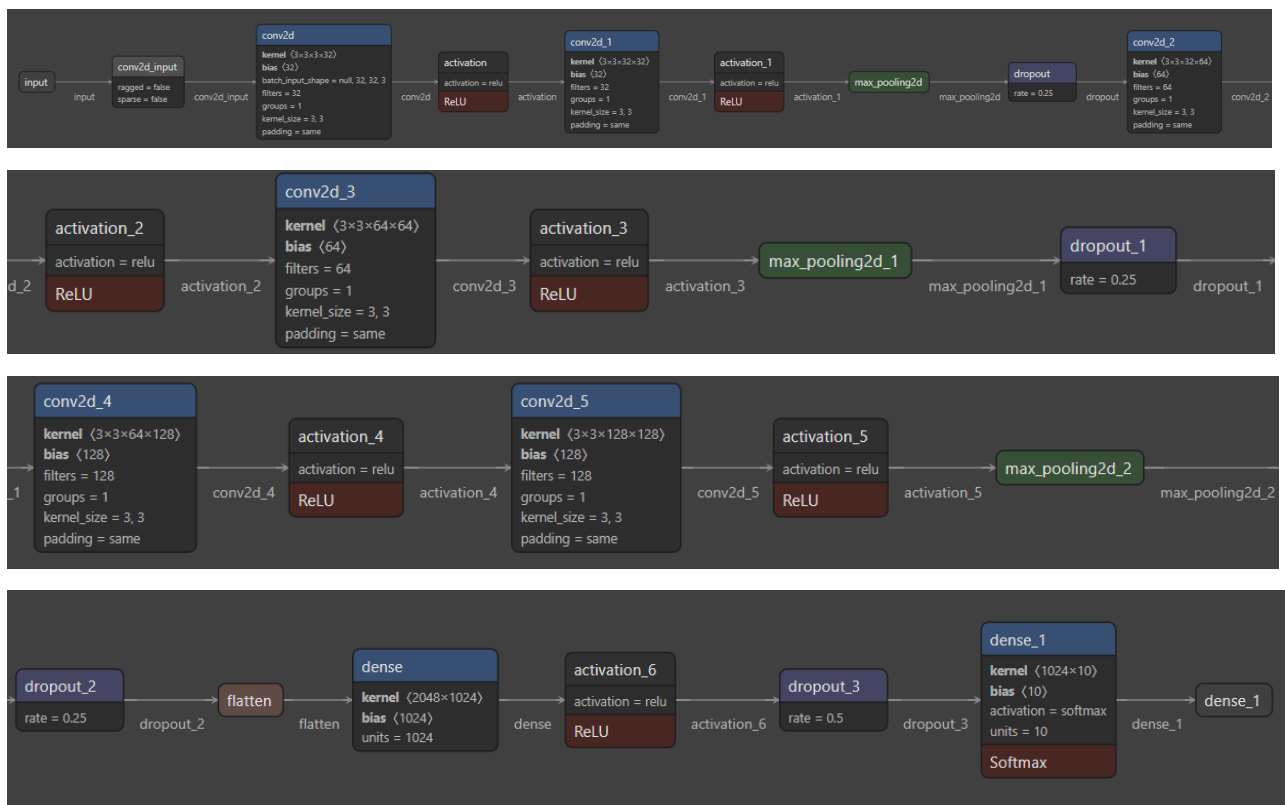 input
input
conv2d_input
ragged = false
sparse = false
conv2d_input
conv2d
kernel ⟨3×3×3×32⟩
bias ⟨32⟩
batch_input_shape = null, 32, 32, 3
filters = 32
groups = 1
kernel_size = 3, 3
padding = same
conv2d
activation
activation = relu
ReLU
activation
conv2d_1
kernel ⟨3×3×32×32⟩
bias ⟨32⟩
filters = 32
groups = 1
kernel_size = 3, 3
padding = same
conv2d_1
activation_1
activation = relu
ReLU
activation_1
max_pooling2d
max_pooling2d
dropout
rate = 0.25
dropout
conv2d_2
kernel ⟨3×3×32×64⟩
bias ⟨64⟩
filters = 64
groups = 1
kernel_size = 3, 3
padding = same
conv2d_2
d_2
activation_2
activation = relu
ReLU
activation_2
conv2d_3
kernel ⟨3×3×64×64⟩
bias ⟨64⟩
filters = 64
groups = 1
kernel_size = 3, 3
padding = same
conv2d_3
activation_3
activation = relu
ReLU
activation_3
max_pooling2d_1
max_pooling2d_1
dropout_1
rate = 0.25
dropout_1
_1
conv2d_4
kernel ⟨3×3×64×128⟩
bias ⟨128⟩
filters = 128
groups = 1
kernel_size = 3, 3
padding = same
conv2d_4
activation_4
activation = relu
ReLU
activation_4
conv2d_5
kernel ⟨3×3×128×128⟩
bias ⟨128⟩
filters = 128
groups = 1
kernel_size = 3, 3
padding = same
conv2d_5
activation_5
activation = relu
ReLU
activation_5
max_pooling2d_2
max_pooling2d_2
dropout_2
rate = 0.25
dropout_2
flatten
flatten
dense
kernel ⟨2048×1024⟩
bias ⟨1024⟩
units = 1024
dense
activation_6
activation = relu
ReLU
activation_6
dropout_3
rate = 0.5
dropout_3
dense_1
kernel ⟨1024×10⟩
bias ⟨10⟩
activation = softmax
units = 10
Softmax
dense_1
dense_1